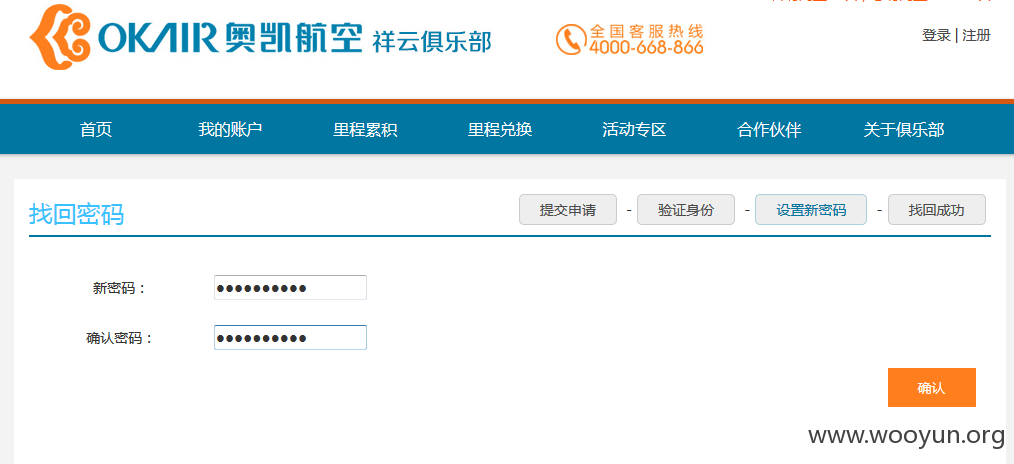 OKAIR 奥凯航空 祥云俱乐部
全国客服热线
4000-668-866
登录 | 注册
首页 我的账户 里程累积 里程兑换 活动专区 合作伙伴 关于俱乐部
找回密码
提交申请 - 验证身份 - 设置新密码 - 找回成功
新密码： ●●●●●●●●●●
确认密码： ●●●●●●●●●●
确认
www.wooyun.org